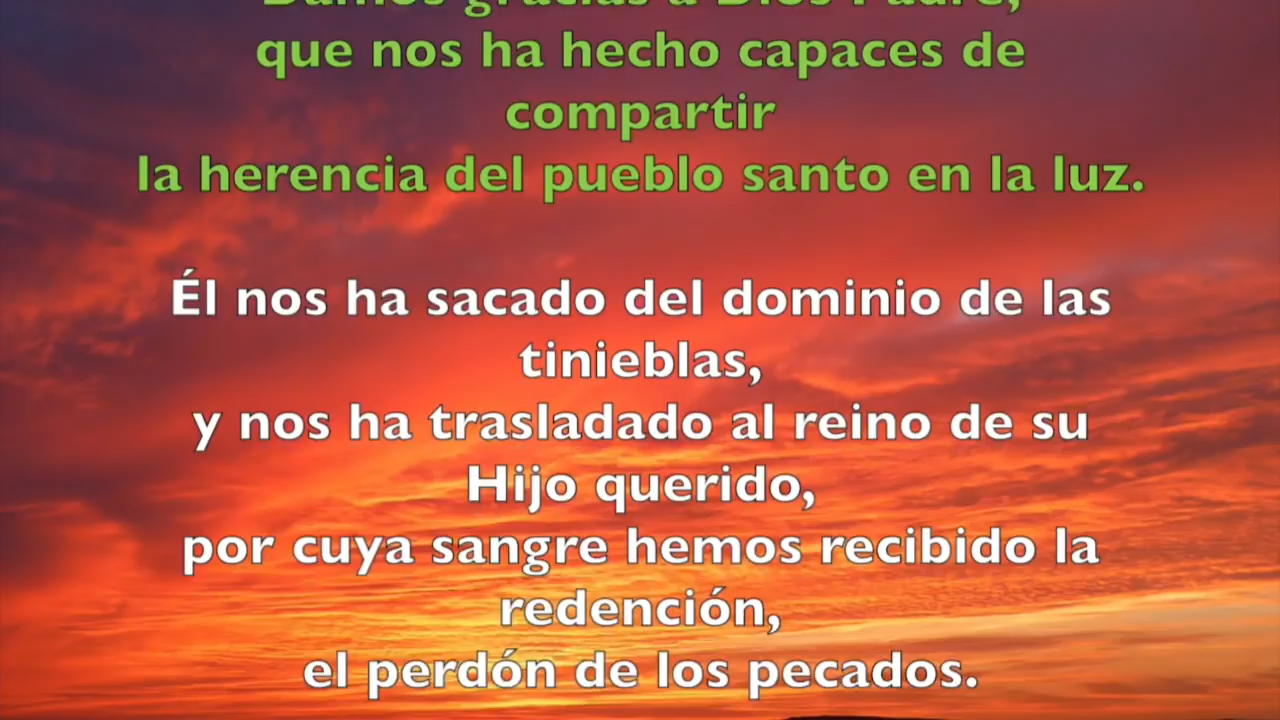 Damos gracias a Dios Padre,
que nos ha hecho capaces de
compartir
la herencia del pueblo santo en la luz.
Él nos ha sacado del dominio de las
tinieblas,
y nos ha trasladado al reino de su
Hijo querido,
por cuya sangre hemos recibido la
redención,
el perdón de los pecados.